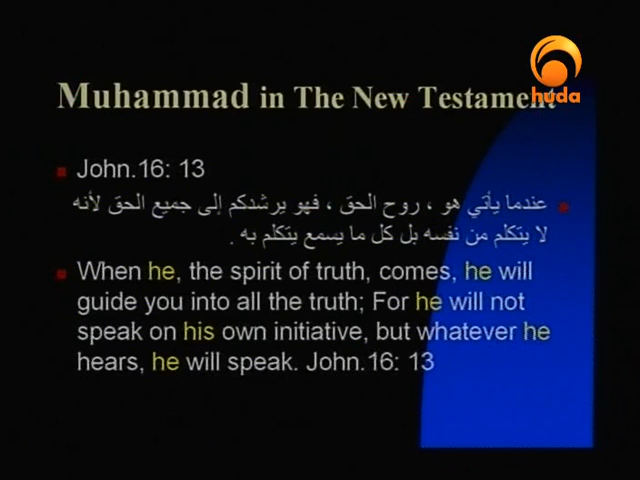 huda
Muhammad in The New Testament
John.16: 13
عندما يأتي هو ، روح الحق ، فهو يرشدكم إلى جميع الحق لأنه
لا يتكلم من نفسه بل كل ما يسمع يتكلم به .
When he, the spirit of truth, comes, he will
guide you into all the truth; For he will not
speak on his own initiative, but whatever he
hears, he will speak. John.16: 13